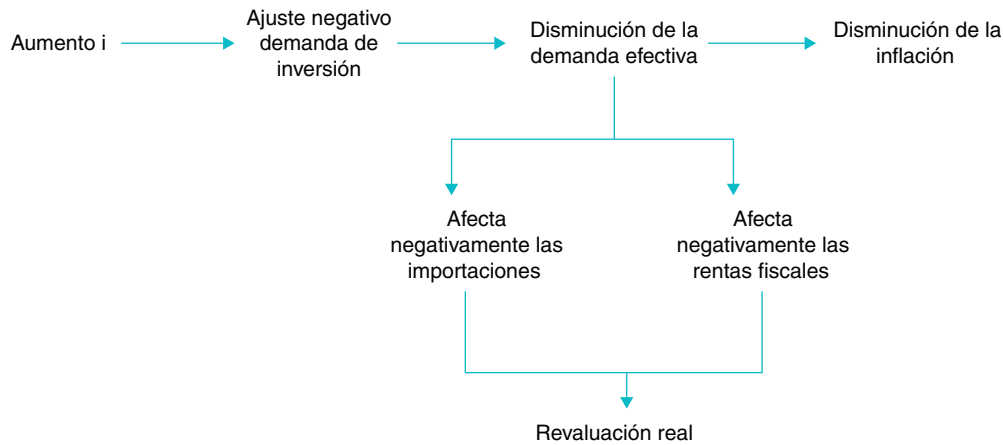 Aumento i
Ajuste negativo
demanda de
inversión
Disminución de la
demanda efectiva
Disminución de la
inflación
Afecta
negativamente las
importaciones
Afecta
negativamente las
rentas fiscales
Revaluación real